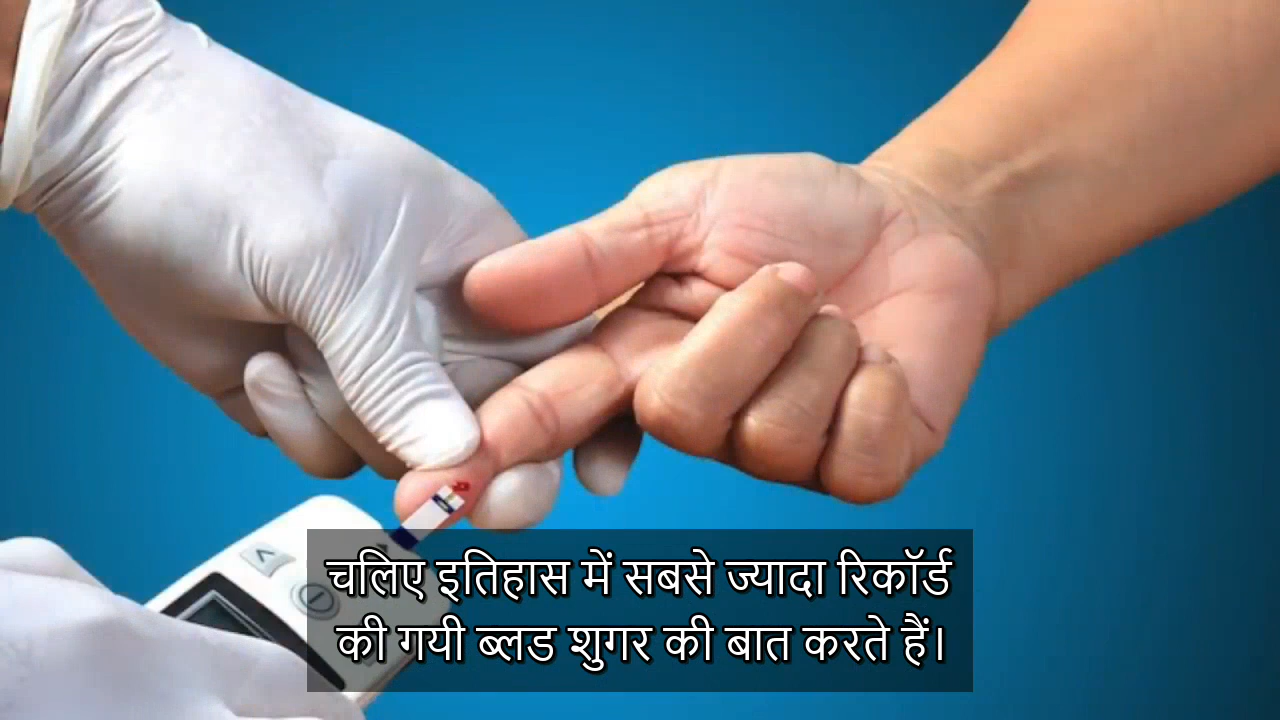 चलिए इतिहास में सबसे ज्यादा रिकॉर्ड
की गयी ब्लड शुगर की बात करते हैं।